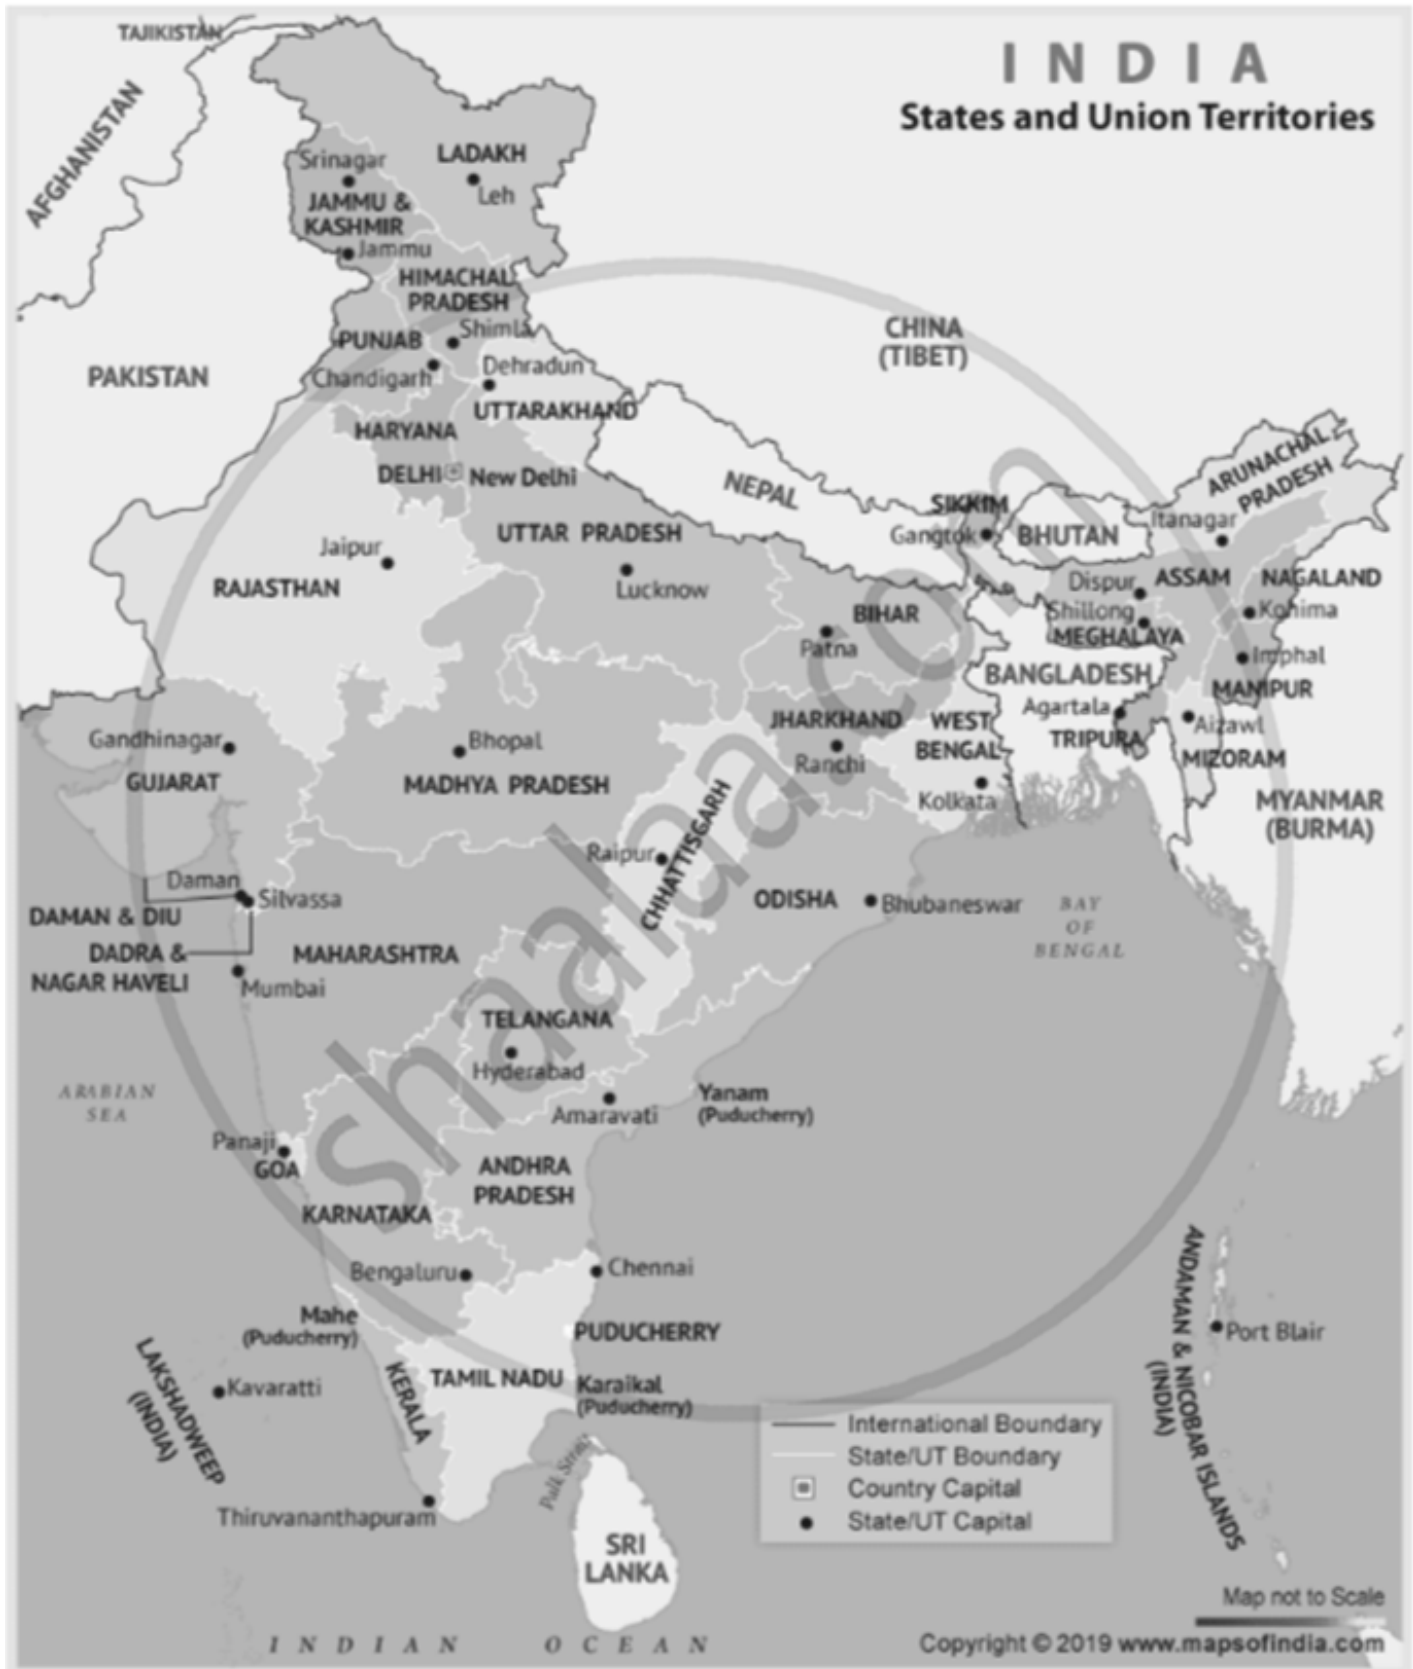 TAJIKISTAN
INDIA
States and Union Territories
AFGHANISTAN
LADAKH
Srinagar
Leh
JAMMU &
KASHMIR
Jammu
HIMACHAL
PRADESH
CHINA
(TIBET)
Shimla
PUNJAB
Dehradun
PAKISTAN
Chandigarh
UTTARAKHAND
HARYANA
DELHI
New Delhi
NEPAL
ARUNACHAL
PRADESH
SIKKIM
Itanagar
UTTAR PRADESH
Gangtok
BHUTAN
Jaipur
RAJASTHAN
Lucknow
Dispur
ASSAM
NAGALAND
BIHAR
Shillong
Kohima
MEGHALAYA
Patna
Imphal
BANGLADESH
MANIPUR
Agartala
JHARKHAND
WEST
BENGAL
Aizawl
Gandhinagar
Bhopal
TRIPURA
Ranchi
MIZORAM
GUJARAT
MADHYA PRADESH
Kolkata
MYANMAR
(BURMA)
CHHATTISGARH
Raipur
Daman
Silvassa
ODISHA
Bhubaneswar
BAY
OF
BENGAL
DAMAN & DIU
DADRA &
NAGAR HAVELI
MAHARASHTRA
Mumbai
TELANGANA
Hyderabad
ARABIAN
SEA
Yanam
(Puducherry)
Amaravati
Panaji
GOA
ANDHRA
PRADESH
KARNATAKA
Bengaluru
Chennai
Mahe
(Puducherry)
PUDUCHERRY
ANDAMAN & NICOBAR ISLANDS
(INDIA)
Port Blair
LAKSHADWEEP
(INDIA)
Kavaratti
KERALA
TAMIL NADU
Karaikal
(Puducherry)
Palk Strait
Thiruvananthapuram
SRI
LANKA
International Boundary
State/UT Boundary
Country Capital
State/UT Capital
Map not to Scale
INDIAN OCEAN
Copyright © 2019 www.mapsofindia.com
shaalaa.com